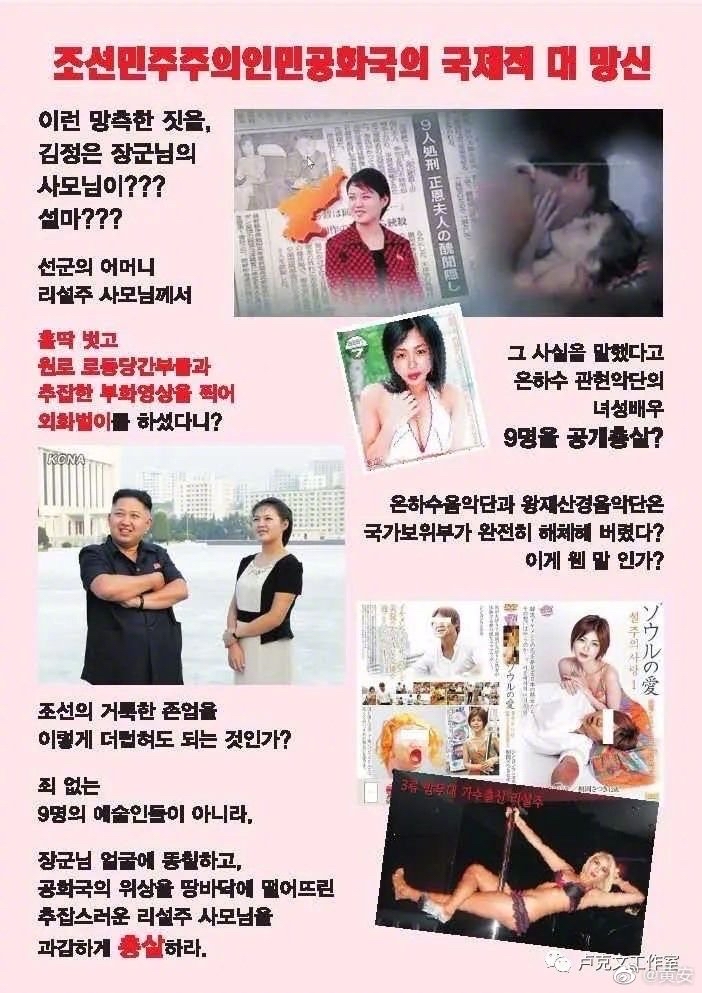 조선민주주의인민공화국의 국제적 대 망신
이런 망측한 짓을,
김정은 장군님의
사모님이???
설마???
9人処刑 正恩夫人の醜聞隠し
선군의 어머니
리설주 사모님께서
홀딱 벗고
원로 로동당간부들과
추잡한 부화영상을 찍어
외화벌이를 하셨다니?
그 사실을 말했다고
은하수 관현악단의
녀성배우
9명을 공개총살?
KCNA
은하수음악단과 왕재산경음악단은
국가보위부가 완전히 해체해 버렸다?
이게 웬 말 인가?
ソウルの愛
설주의 사랑 1
ソウルの愛
조선의 거룩한 존엄을
이렇게 더럽혀도 되는 것인가?
죄 없는
9명의 예술인들이 아니라,
장군님 얼굴에 똥칠하고,
공화국의 위상을 땅바닥에 떨어뜨린
추잡스러운 리설주 사모님을
과감하게 총살하라.
3류 밤무대 가수출신 리설주
卢克文工作室
@黄安